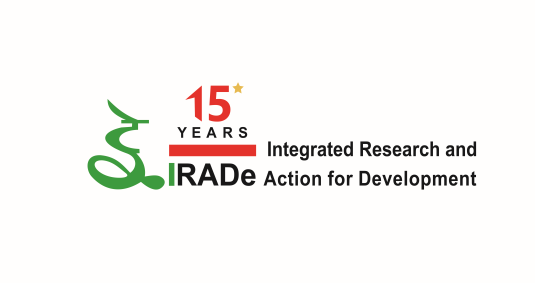 15
YEARS
IRADe Integrated Research and
Action for Development